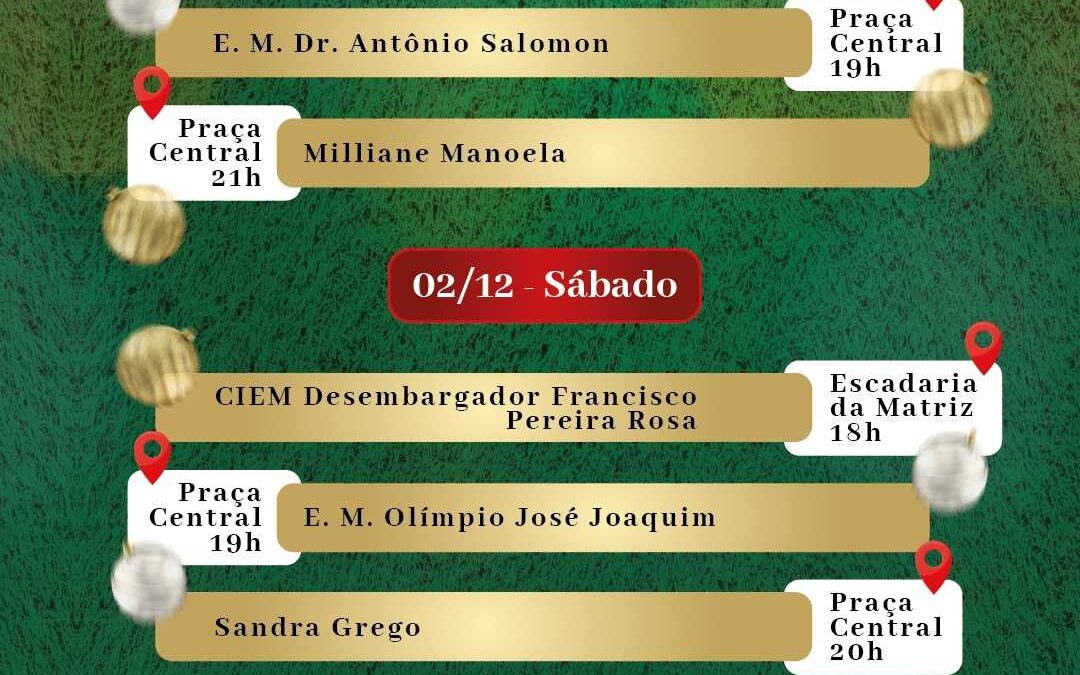 E. M. Dr. Antônio Salomon
Praça
Central
19h
Praça
Central
21h
Milliane Manoela
02/12 - Sábado
CIEM Desembargador Francisco
Pereira Rosa
Escadaria
da Matriz
18h
Praça
Central
19h
E. M. Olímpio José Joaquim
Sandra Grego
Praça
Central
20h